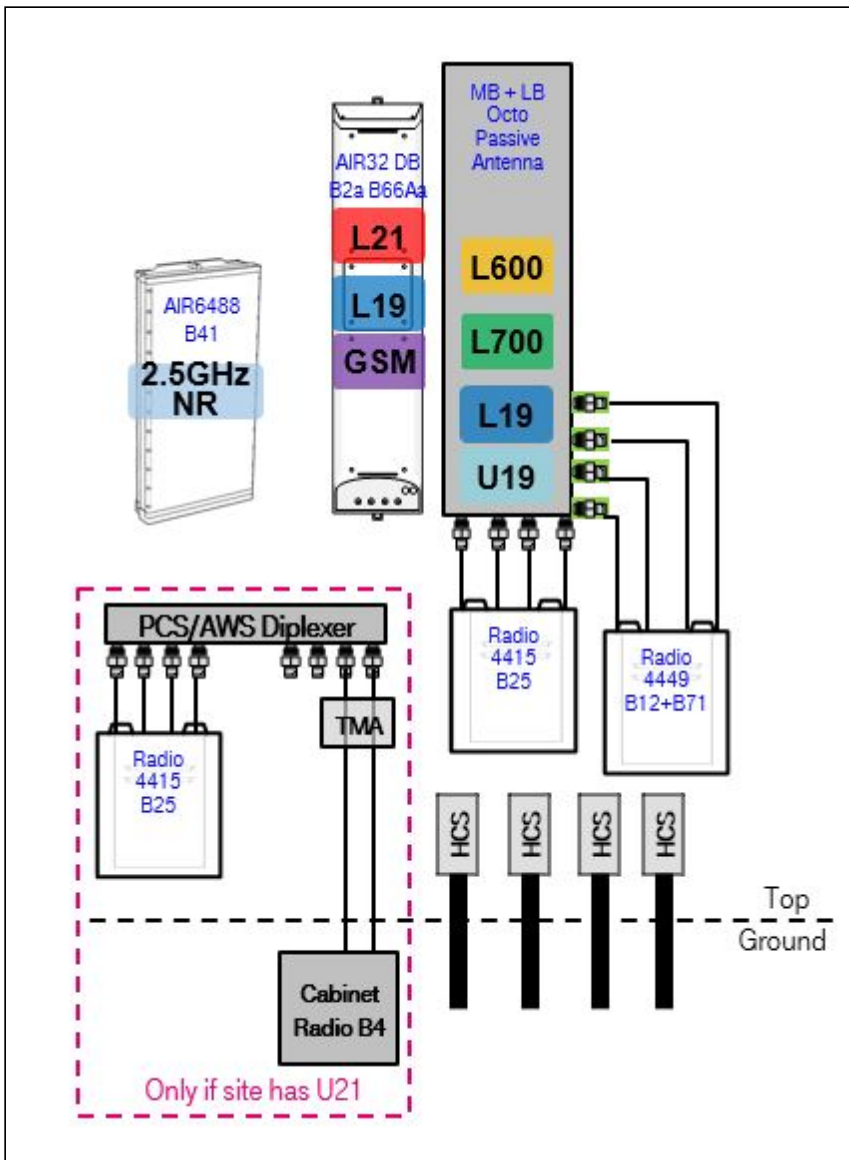 MB + LB
Octo
Passive
Antenna
AIR32 DB
B2a B66Aa
L21
L19
GSM
L600
L700
L19
U19
AIR6488
B41
2.5GHz
NR
PCS/AWS Diplexer
TMA
Radio
4415
B25
Radio
4415
B25
Radio
4449
B12+B71
HCS
HCS
HCS
HCS
Top
Ground
Cabinet
Radio B4
Only if site has U21